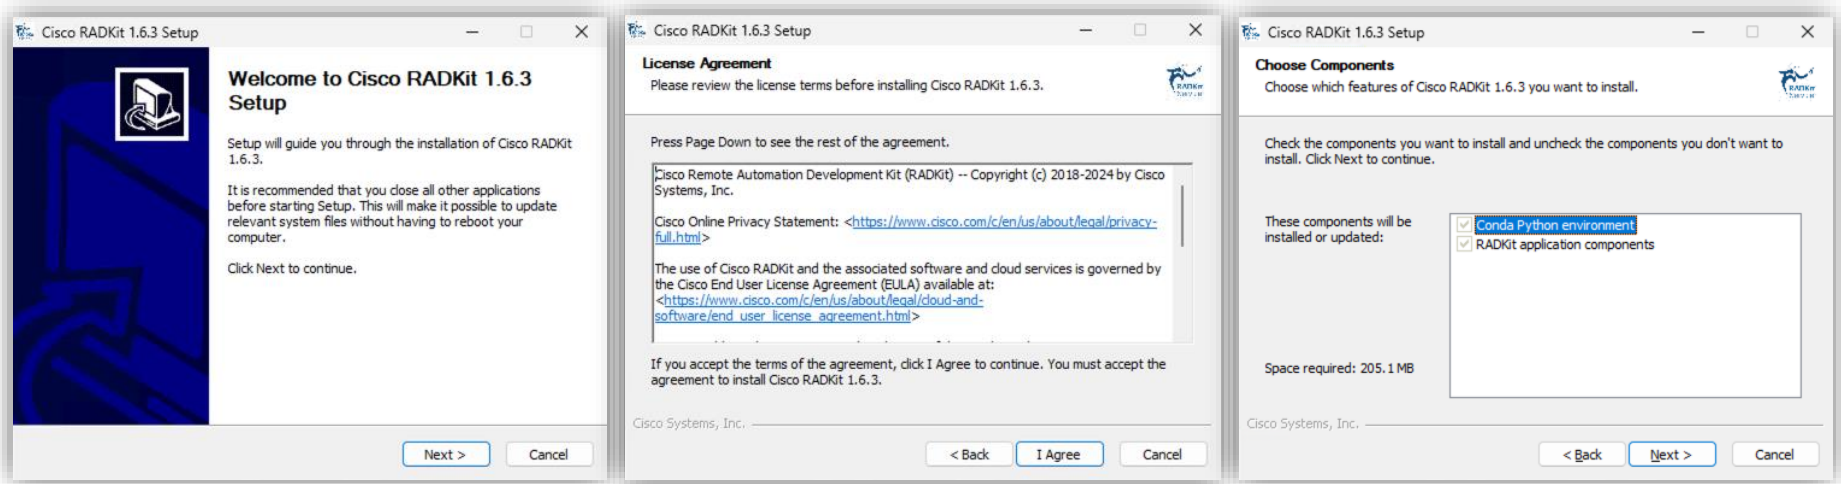 Cisco RADKit 1.6.3 Setup
Welcome to Cisco RADKit 1.6.3
Setup
Setup will guide you through the installation of Cisco RADKit
1.6.3.
It is recommended that you close all other applications
before starting Setup. This will make it possible to update
relevant system files without having to reboot your
computer.
Click Next to continue.
Next >
Cancel
Cisco RADKit 1.6.3 Setup
License Agreement
Please review the license terms before installing Cisco RADKit 1.6.3.
RADKit
Press Page Down to see the rest of the agreement.
Cisco Remote Automation Development Kit (RADKit) -- Copyright (c) 2018-2024 by Cisco
Systems, Inc.
Cisco Online Privacy Statement: <https://www.cisco.com/c/en/us/about/legal/privacy-
full.html>
The use of Cisco RADKit and the associated software and cloud services is governed by
the Cisco End User License Agreement (EULA) available at:
<https://www.cisco.com/c/en/us/about/legal/cloud-and-
software/end_user_license_agreement.html>
If you accept the terms of the agreement, click I Agree to continue. You must accept the
agreement to install Cisco RADKit 1.6.3.
Cisco Systems, Inc.
< Back
I Agree
Cancel
Cisco RADKit 1.6.3 Setup
Choose Components
Choose which features of Cisco RADKit 1.6.3 you want to install.
RADKit
Check the components you want to install and uncheck the components you don't want to
install. Click Next to continue.
These components will be
installed or updated:
Conda Python environment
RADKit application components
Space required: 205.1 MB
Cisco Systems, Inc.
< Back
Next >
Cancel